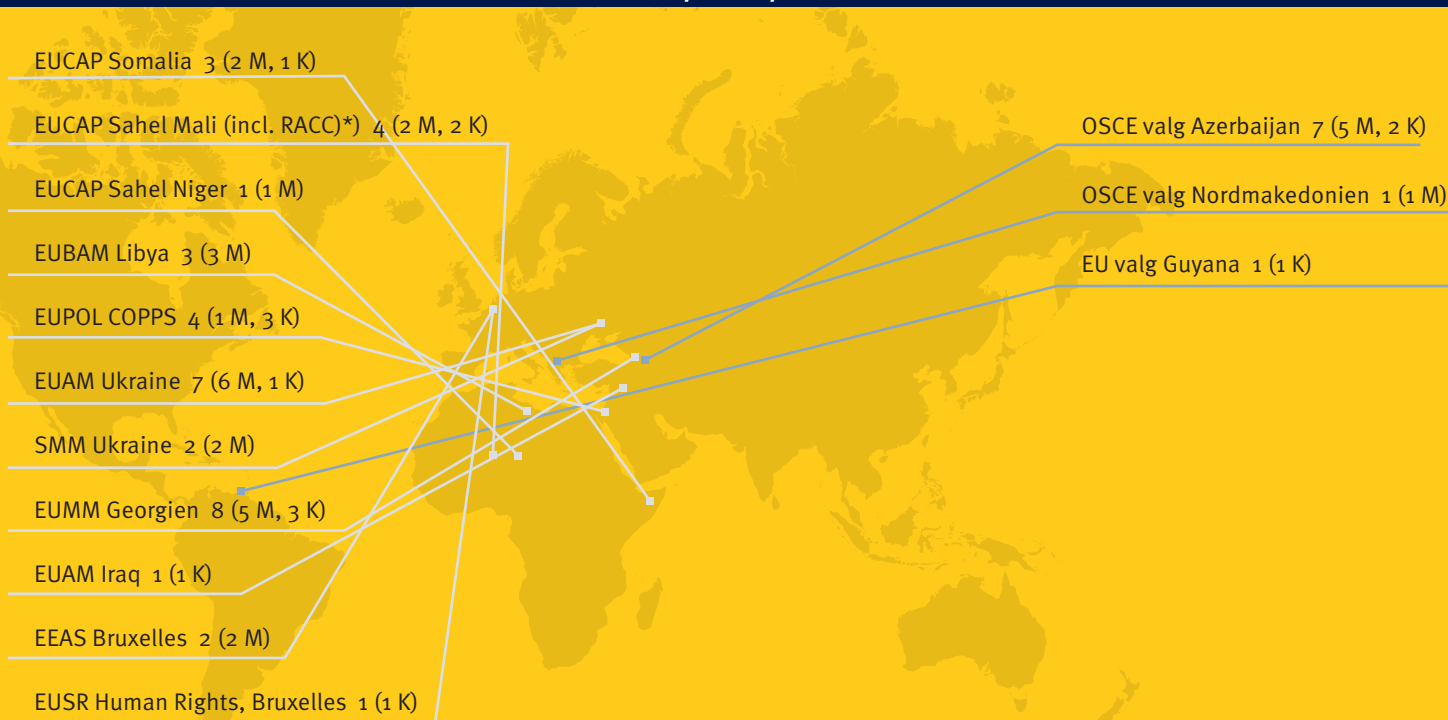 EUCAP Somalia 3 (2 M, 1 K)
EUCAP Sahel Mali (incl. RACC)*) 4 (2 M, 2 K)
EUCAP Sahel Niger 1 (1 M)
EUBAM Libya 3 (3 M)
EUPOL COPPS 4 (1 M, 3 K)
EUAM Ukraine 7 (6 M, 1 K)
SMM Ukraine 2 (2 M)
EUMM Georgien 8 (5 M, 3 K)
EUAM Iraq 1 (1 K)
EEAS Bruxelles 2 (2 M)
EUSR Human Rights, Bruxelles 1 (1 K)
OSCE valg Azerbaijan 7 (5 M, 2 K)
OSCE valg Nordmakedonien 1 (1 M)
EU valg Guyana 1 (1 K)